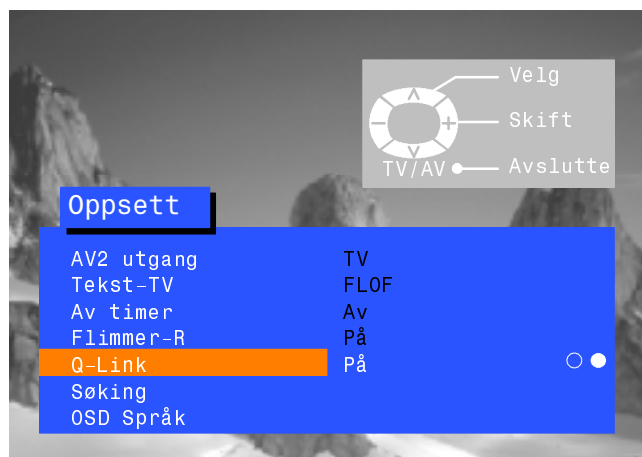 Velg
Skift
TV/AV Avslutte
Oppsett
AV2 utgang TV
Tekst-TV FLOF
Av timer Av
Flimmer-R På
Q-Link På
Søking
OSD Språk